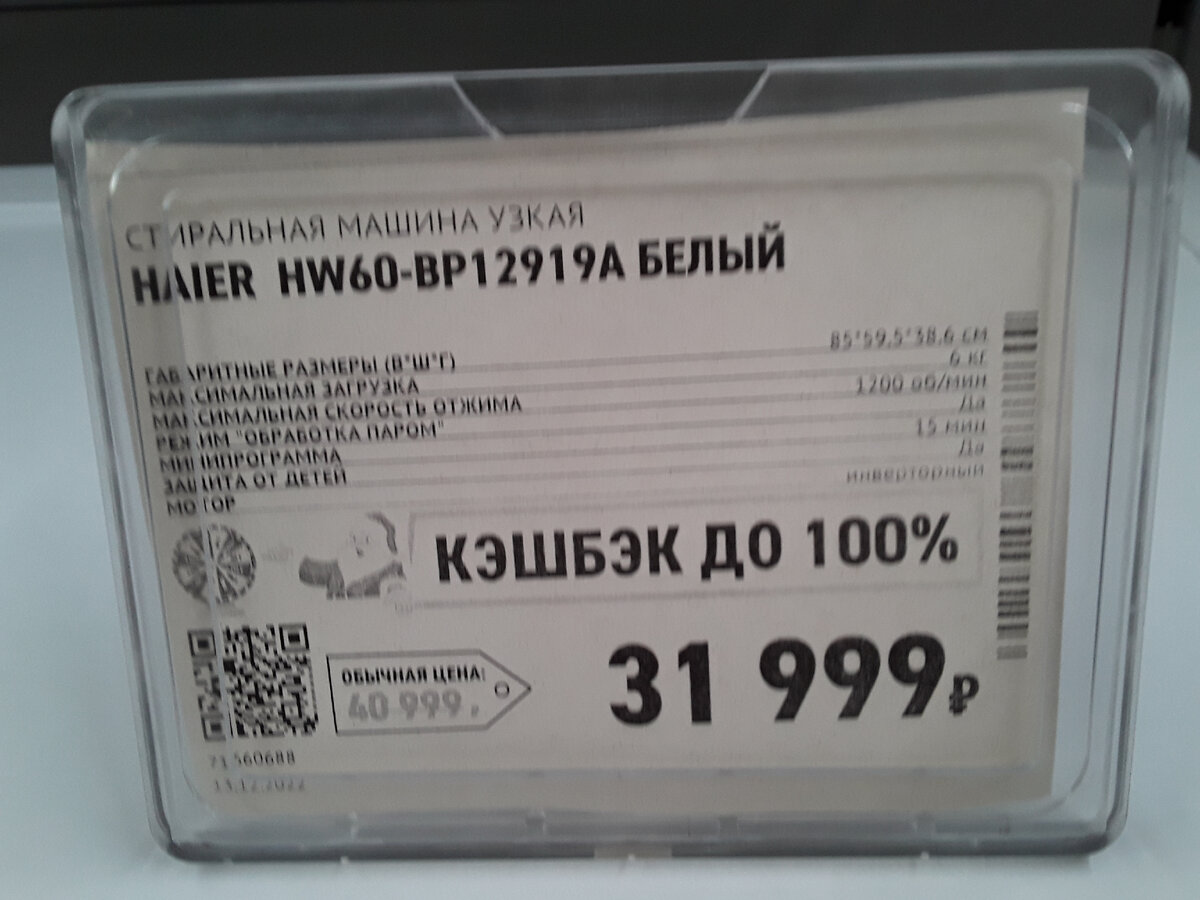 СТИРАЛЬНАЯ МАШИНА УЗКАЯ
HAIER HW60-BP12919A БЕЛЫЙ
ГАБАРИТНЫЕ РАЗМЕРЫ (В*Ш*Г) 85*59,5*38,6 см
МАКСИМАЛЬНАЯ ЗАГРУЗКА 6 кг
МАКСИМАЛЬНАЯ СКОРОСТЬ ОТЖИМА 1200 об/мин
РЕЖИМ "ОБРАБОТКА ПАРОМ" Да
МИНИПРОГРАММА 15 мин
ЗАЩИТА ОТ ДЕТЕЙ Да
МОТОР инверторный
КЭШБЭК ДО 100%
ОБЫЧНАЯ ЦЕНА:
40 999,
31 999₽
71560688
13.12.2022